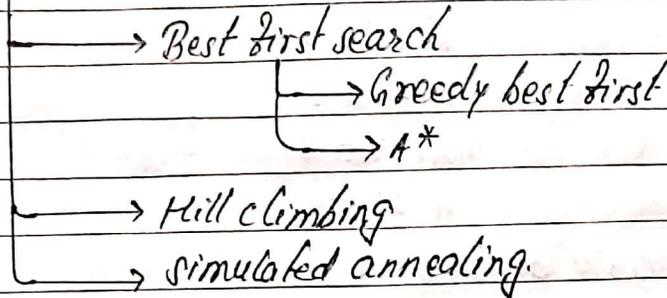 Best first search
Greedy best first
A*
Hill climbing
simulated annealing.